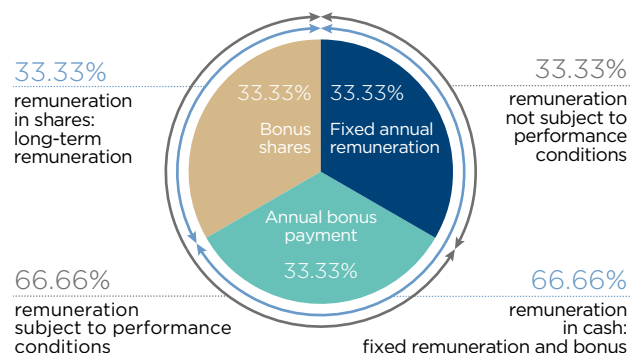 33.33%
remuneration
in shares:
long-term
remuneration
33.33%
Bonus
shares
33.33%
Fixed annual
remuneration
33.33%
remuneration
not subject to
performance
conditions
Annual bonus
payment
33.33%
66.66%
remuneration
subject to performance
conditions
66.66%
remuneration
in cash:
fixed remuneration and bonus